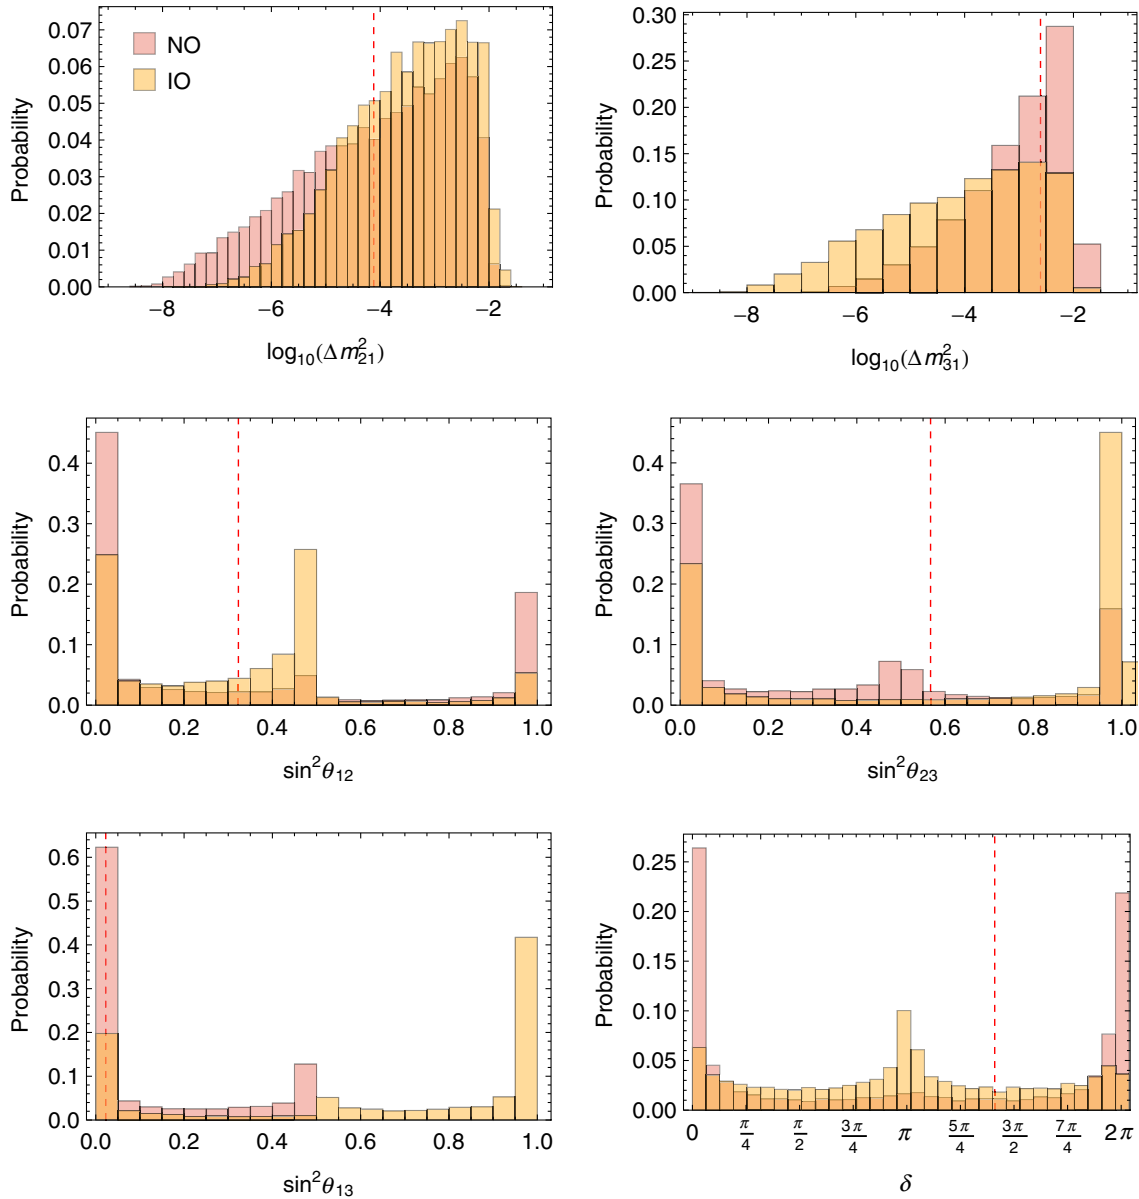 NO
IO
Probability
0.07
0.06
0.05
0.04
0.03
0.02
0.01
0.00
−8 −6 −4 −2
log₁₀(Δm²₂₁)
Probability
0.30
0.25
0.20
0.15
0.10
0.05
0.00
−8 −6 −4 −2
log₁₀(Δm²₃₁)
Probability
0.4
0.3
0.2
0.1
0.0
0.0 0.2 0.4 0.6 0.8 1.0
sin²θ₁₂
Probability
0.4
0.3
0.2
0.1
0.0
0.0 0.2 0.4 0.6 0.8 1.0
sin²θ₂₃
Probability
0.6
0.5
0.4
0.3
0.2
0.1
0.0
0.0 0.2 0.4 0.6 0.8 1.0
sin²θ₁₃
Probability
0.25
0.20
0.15
0.10
0.05
0.00
0 π/4 π/2 3π/4 π 5π/4 3π/2 7π/4 2π
δ